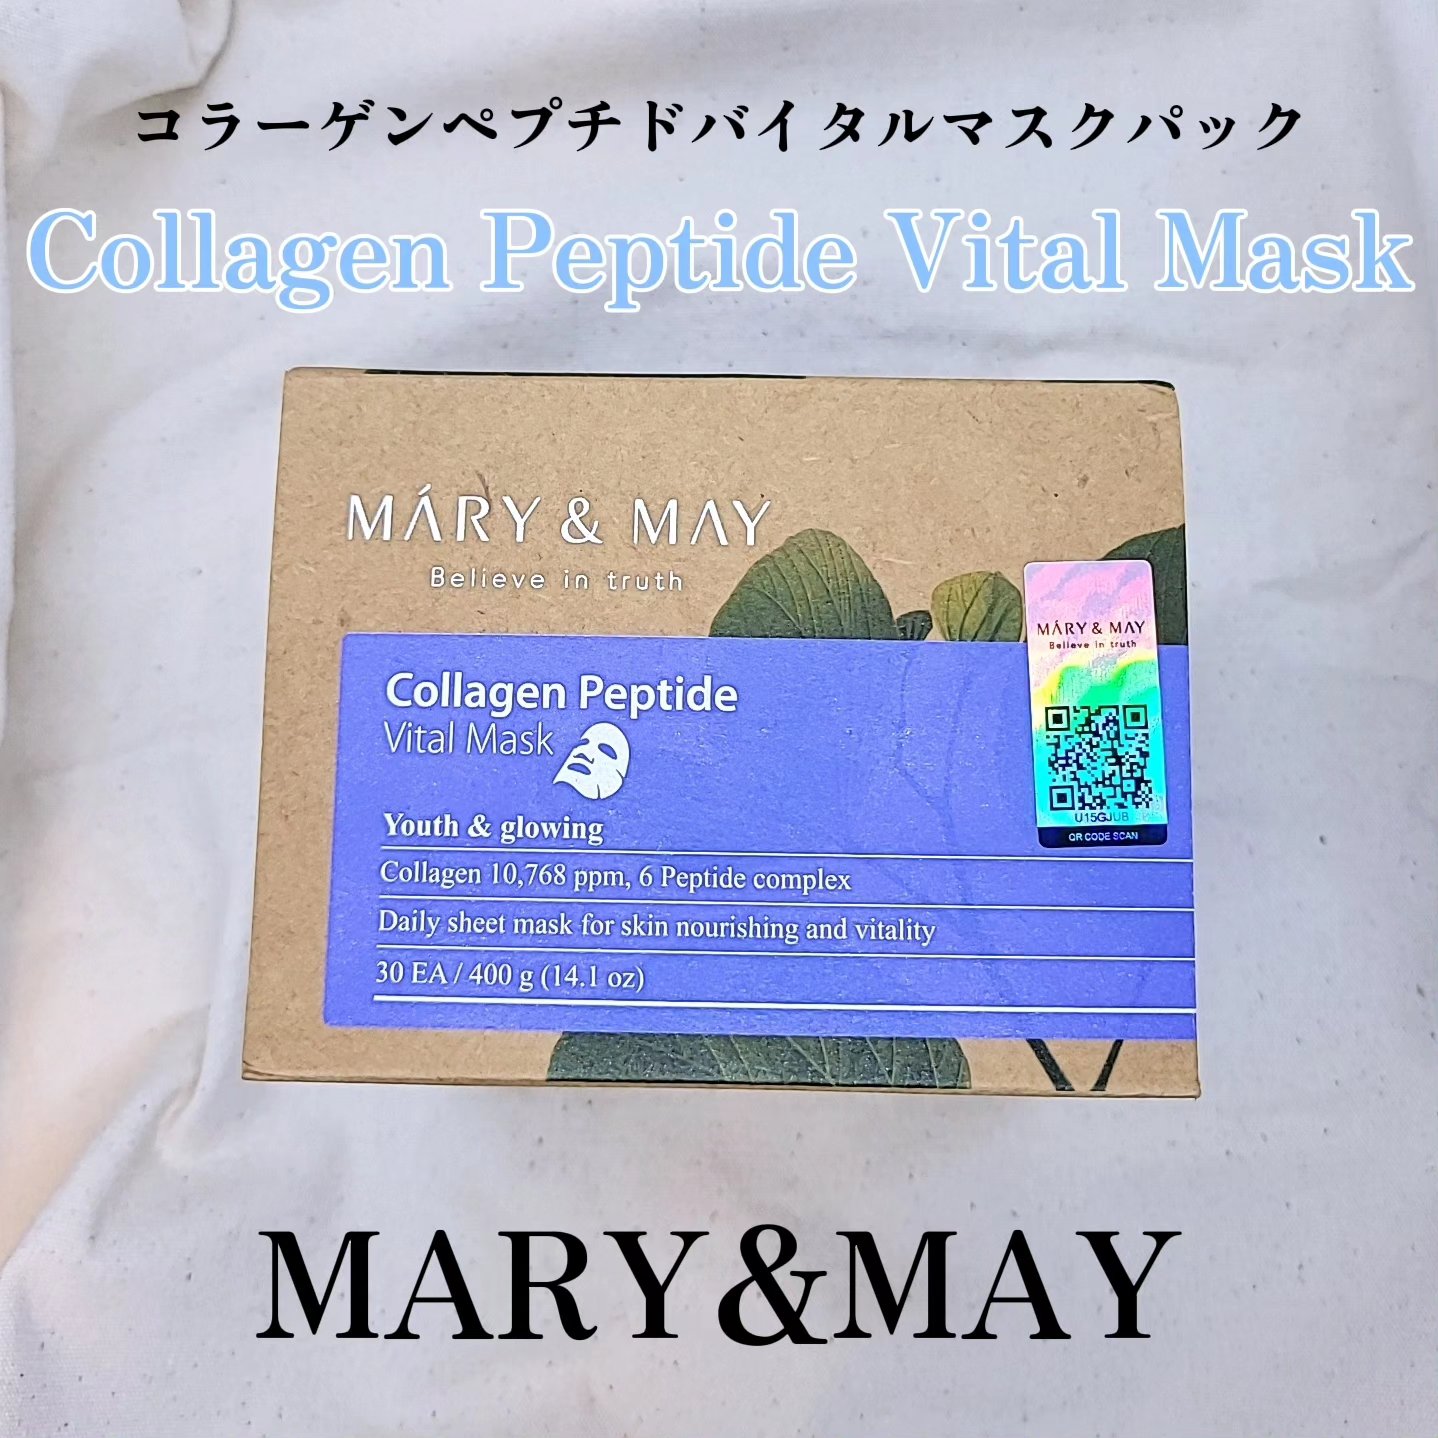 コラーゲンペプチドバイタルマスクパック
Collagen Peptide Vital Mask
MÁRY & MAY
Believe in truth
MÁRY & MAY
Believe in truth
Collagen Peptide
Vital Mask
Youth & glowing
Collagen 10,768 ppm, 6 Peptide complex
Daily sheet mask for skin nourishing and vitality
30 EA / 400 g (14.1 oz)
QR CODE SCAN
MARY&MAY